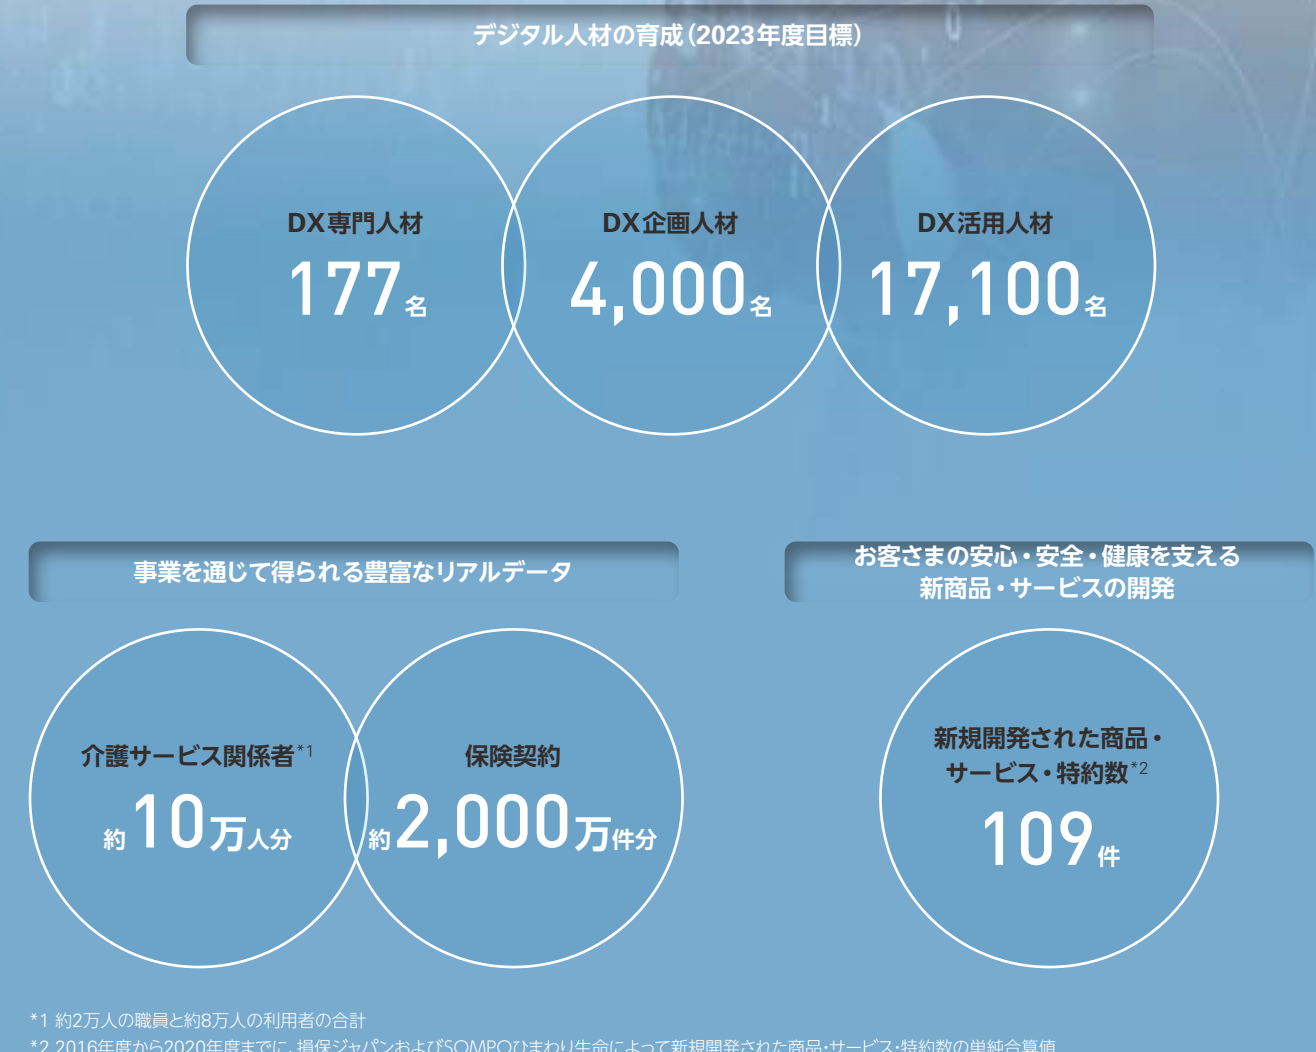 デジタル人材の育成（2023年度目標）
DX専門人材
177名
DX企画人材
4,000名
DX活用人材
17,100名
事業を通じて得られる豊富なリアルデータ
介護サービス関係者*1
約10万人分
保険契約
約2,000万件分
お客さまの安心・安全・健康を支える
新商品・サービスの開発
新規開発された商品・
サービス・特約数*2
109件
*1 約2万人の職員と約8万人の利用者の合計
*2 2016年度から2020年度までに、損保ジャパンおよびSOMPOひまわり生命によって新規開発された商品・サービス・特約数の単純合算値